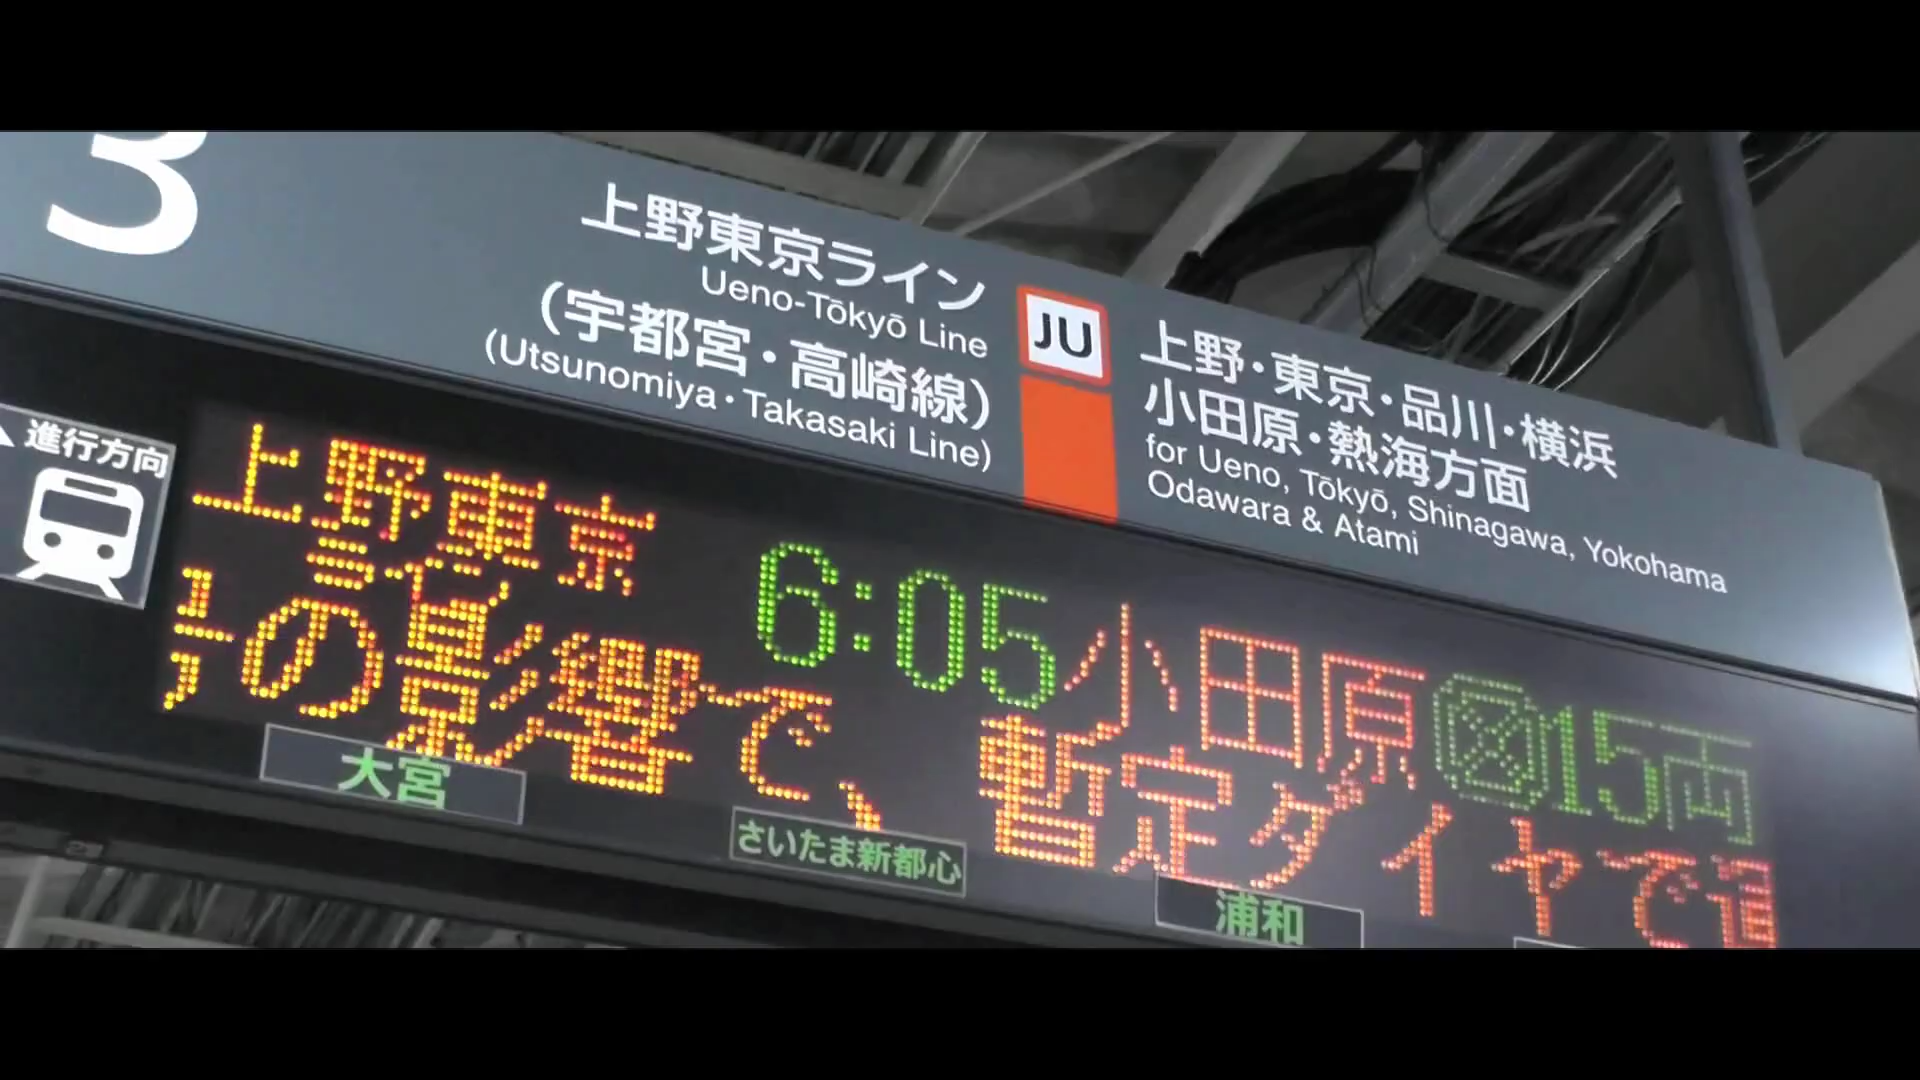 3
上野東京ライン
Ueno-Tōkyō Line
(宇都宮・高崎線)
(Utsunomiya・Takasaki Line)
JU
上野・東京・品川・横浜
小田原・熱海方面
for Ueno, Tōkyō, Shinagawa, Yokohama
Odawara & Atami
進行方向
上野東京
ライン
6:05
小田原
15両
の影響で、 暫定ダイヤで
大宮
さいたま新都心
浦和